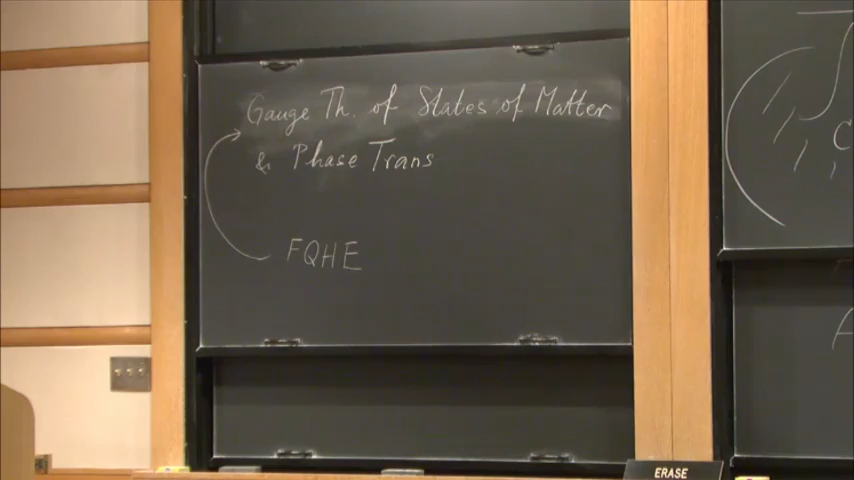 Gauge Th. of States of Matter
& Phase Trans
FQHE
C
A
ERASE